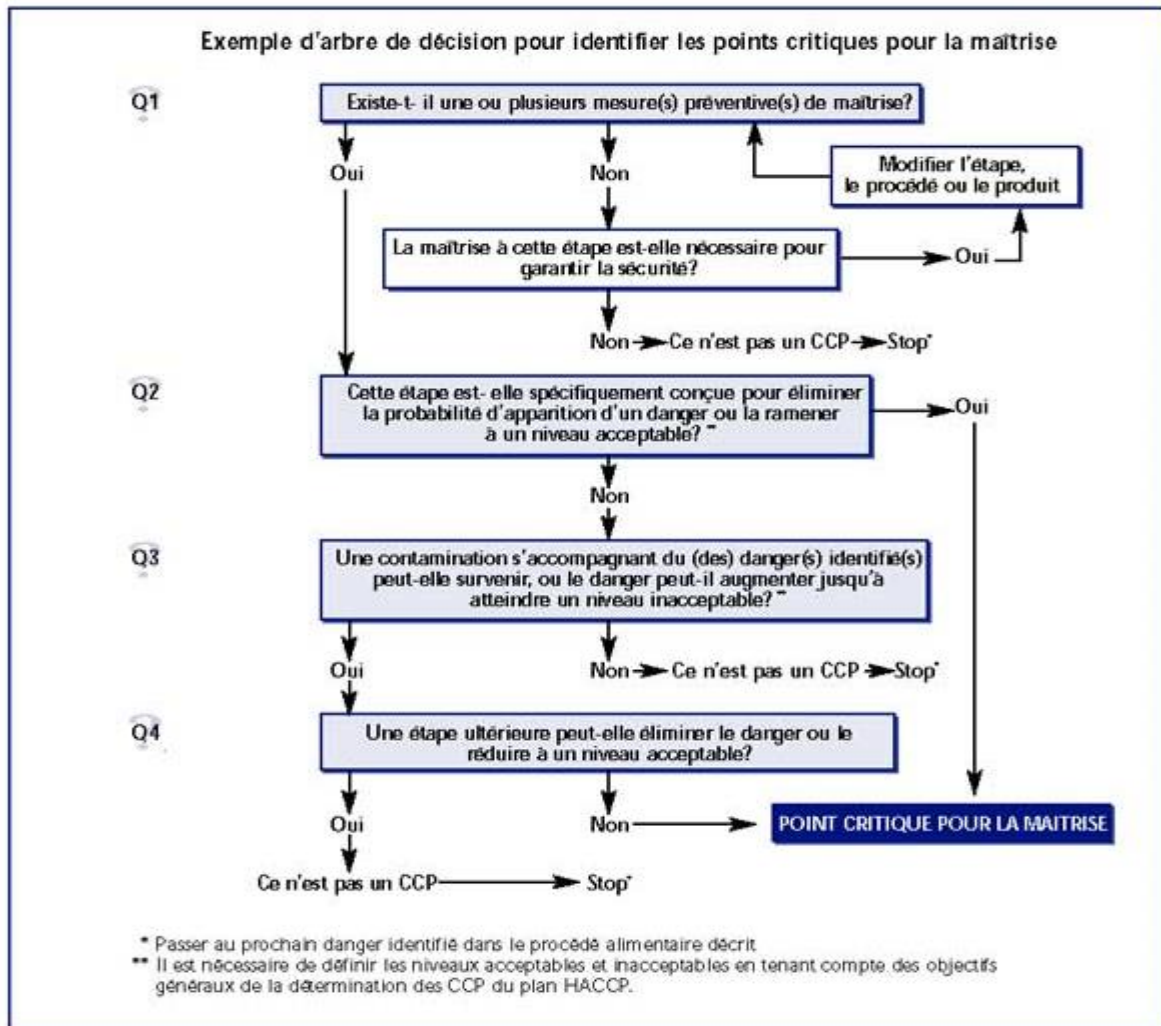 Exemple d'arbre de décision pour identifier les points critiques pour la maîtrise
Q1
Existe-t- il une ou plusieurs mesure(s) préventive(s) de maîtrise?
Oui
Non
Modifier l'étape,
le procédé ou le produit
La maîtrise à cette étape est-elle nécessaire pour
garantir la sécurité?
Oui
Non
Ce n'est pas un CCP
Stop*
Q2
Cette étape est- elle spécifiquement conçue pour éliminer
la probabilité d'apparition d'un danger ou la ramener
à un niveau acceptable? **
Oui
Non
Q3
Une contamination s'accompagnant du (des) danger(s) identifié(s)
peut-elle survenir, ou le danger peut-il augmenter jusqu'à
atteindre un niveau inacceptable? **
Oui
Non
Ce n'est pas un CCP
Stop*
Q4
Une étape ultérieure peut-elle éliminer le danger ou le
réduire à un niveau acceptable?
Oui
Non
POINT CRITIQUE POUR LA MAITRISE
Ce n'est pas un CCP
Stop*
* Passer au prochain danger identifié dans le procédé alimentaire décrit
** Il est nécessaire de définir les niveaux acceptables et inacceptables en tenant compte des objectifs
généraux de la détermination des CCP du plan HACCP.